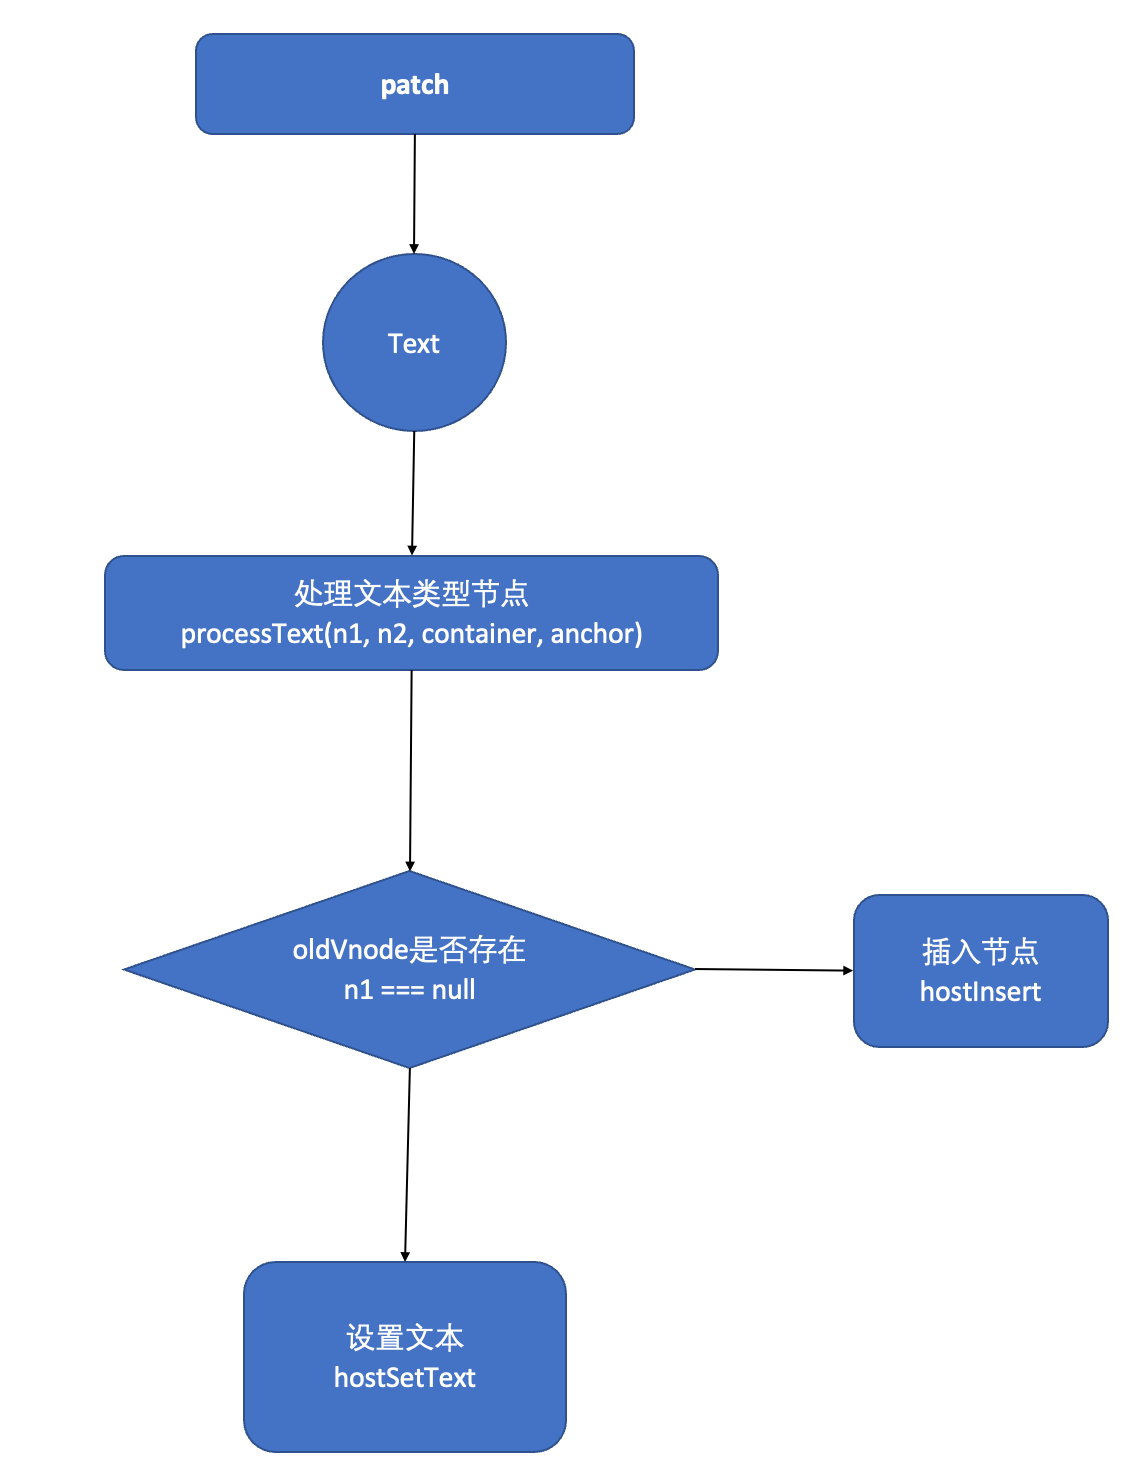 patch
Text
处理文本类型节点
processText(n1, n2, container, anchor)
oldVnode是否存在
n1 === null
插入节点
hostInsert
设置文本
hostSetText